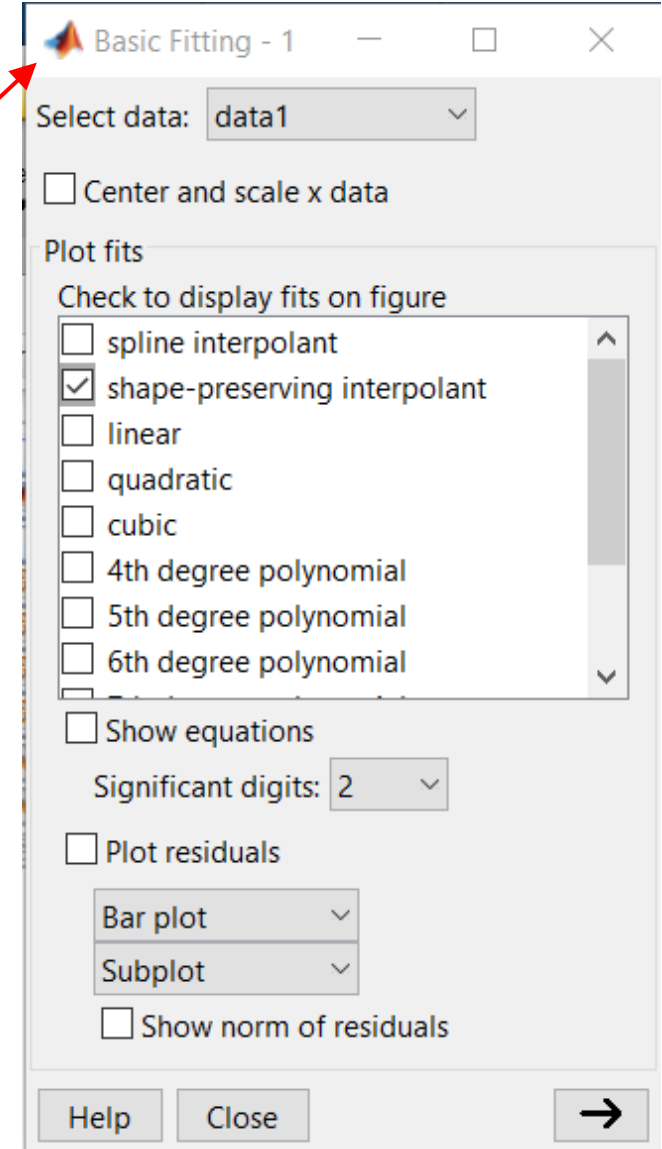 Basic Fitting - 1
Select data: data1
Center and scale x data
Plot fits
Check to display fits on figure
spline interpolant
shape-preserving interpolant
linear
quadratic
cubic
4th degree polynomial
5th degree polynomial
6th degree polynomial
Show equations
Significant digits: 2
Plot residuals
Bar plot
Subplot
Show norm of residuals
Help Close